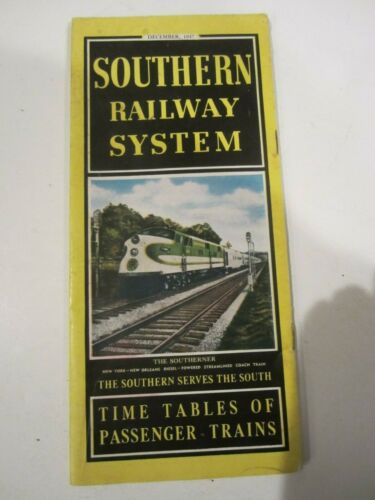 DECEMBER, 1947
SOUTHERN
RAILWAY
SYSTEM
THE SOUTHERNER
NEW YORK - NEW ORLEANS DIESEL - POWERED STREAMLINED COACH TRAIN
THE SOUTHERN SERVES THE SOUTH
TIME TABLES OF
PASSENGER TRAINS